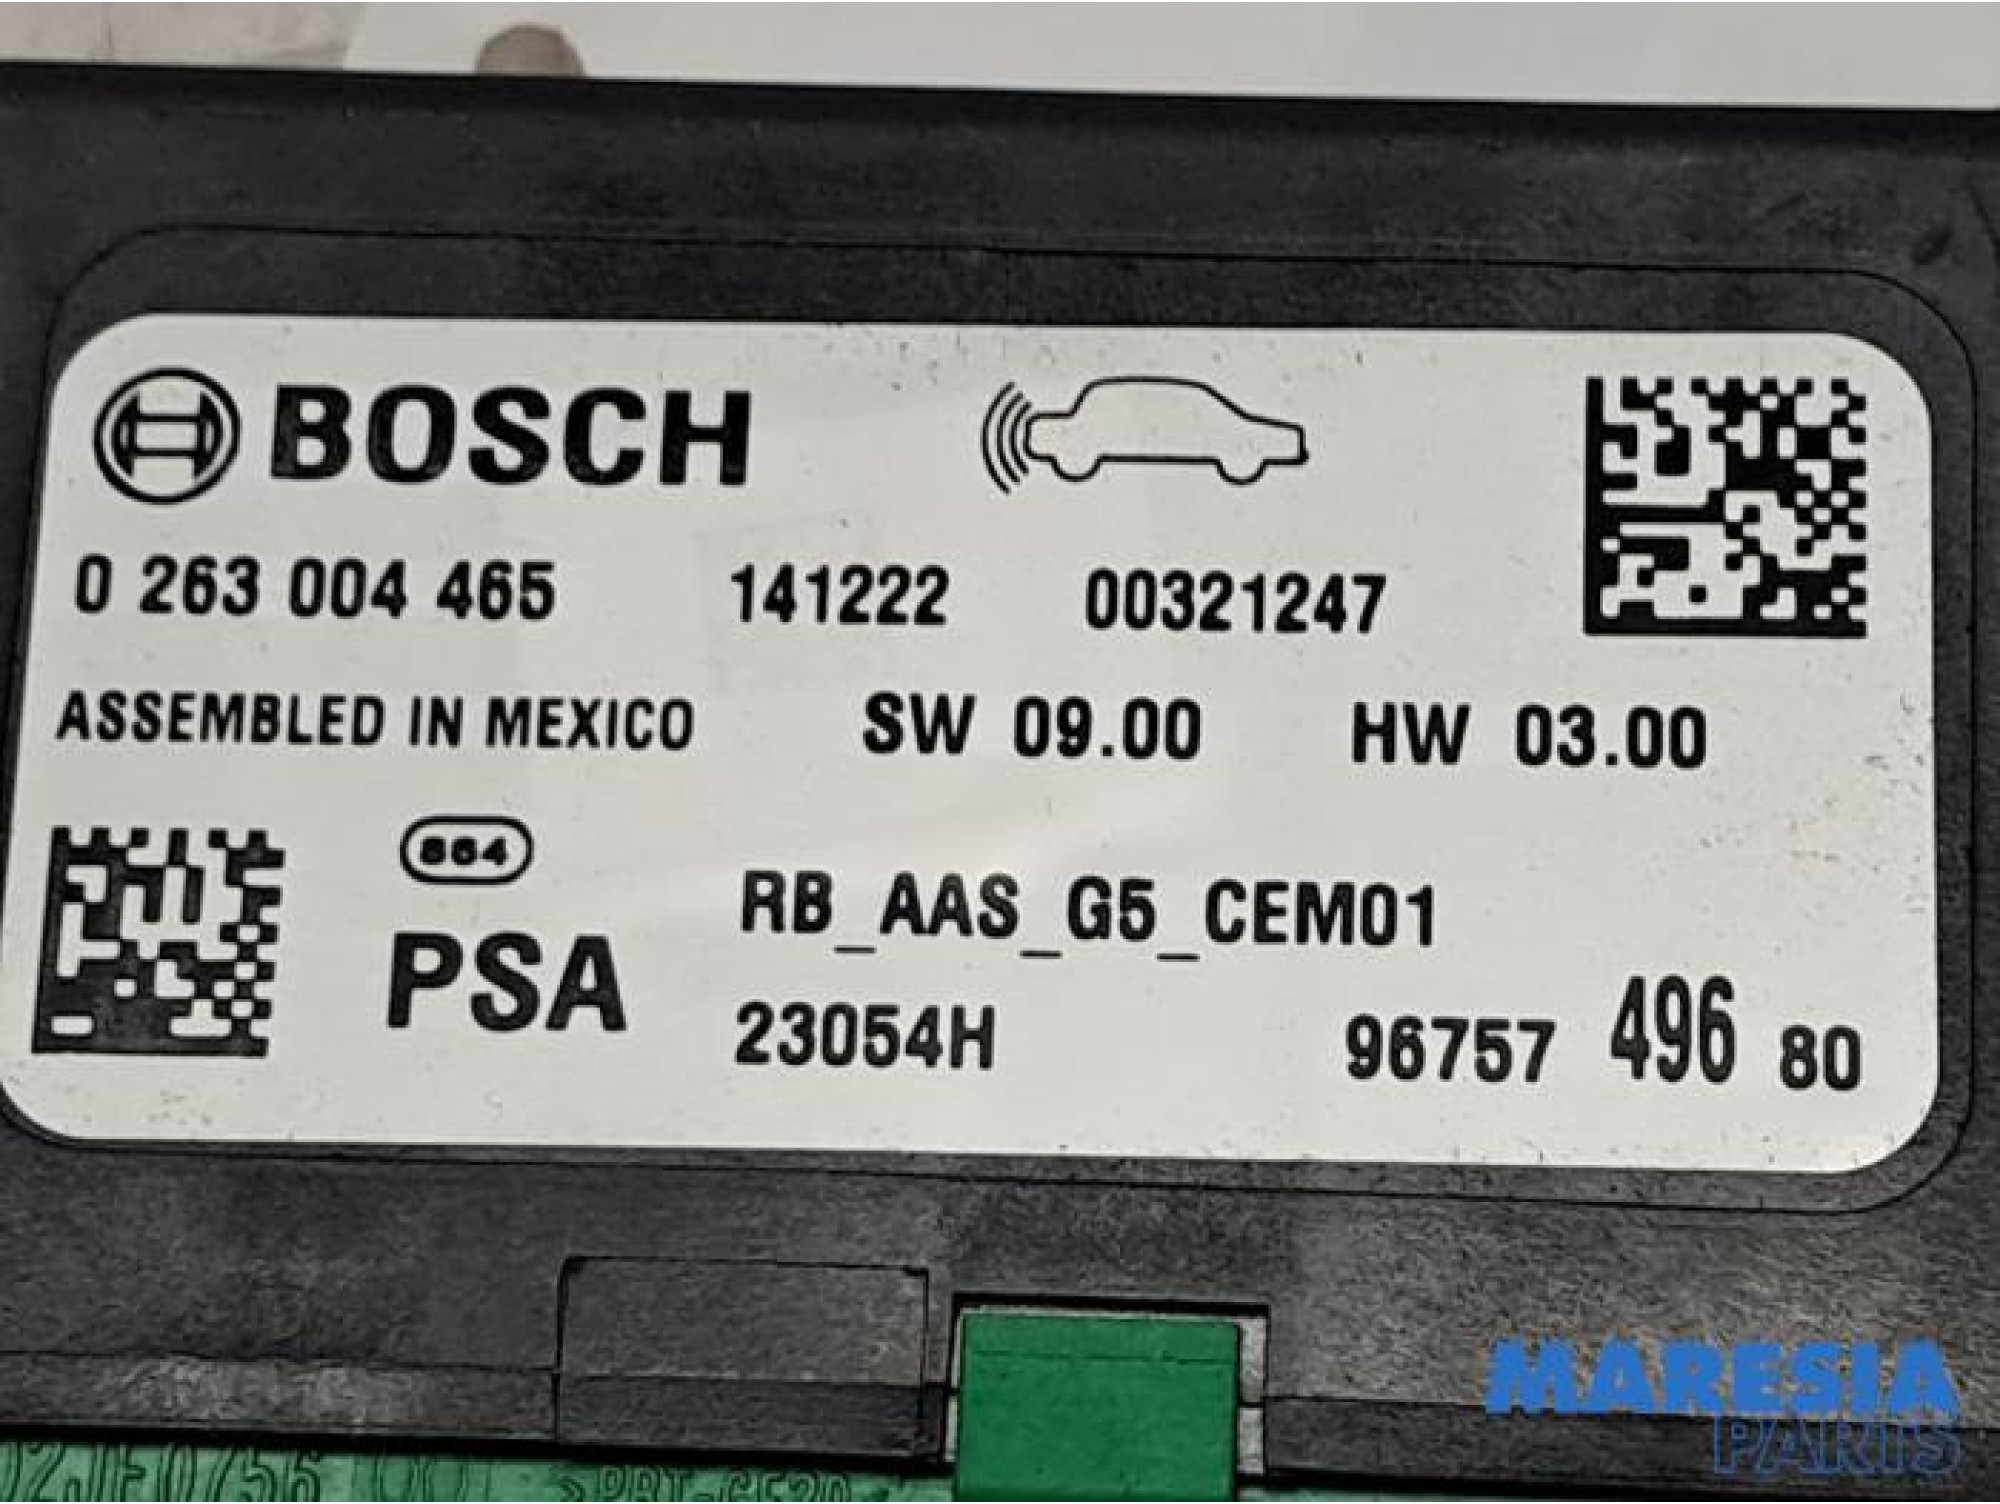 BOSCH
0 263 004 465 141222 00321247
ASSEMBLED IN MEXICO SW 09.00 HW 03.00
664
PSA
RB_AAS_G5_CEM01
23054H 96757 496 80
MARESIA
PARTS